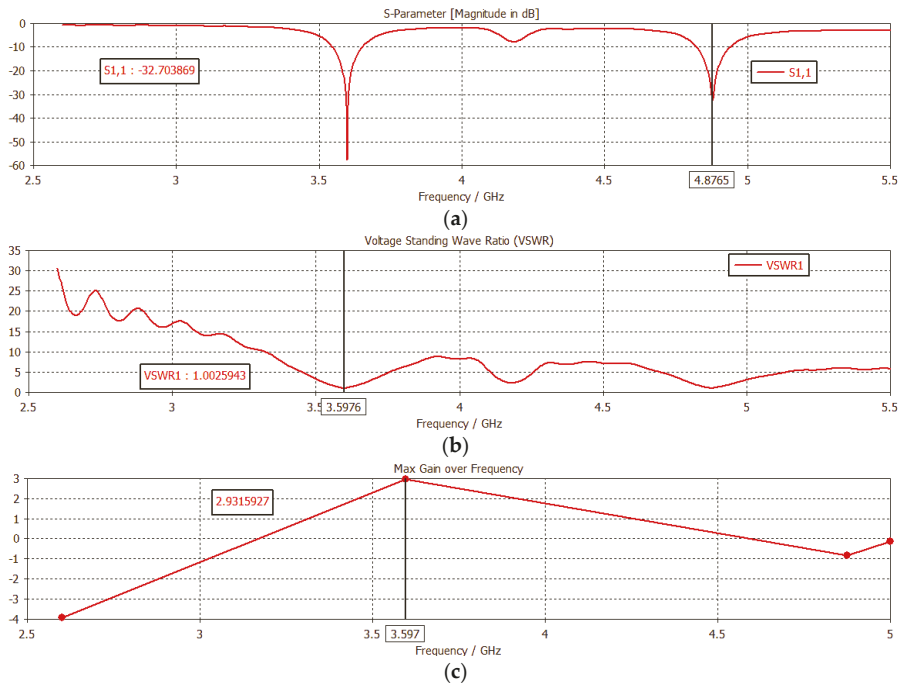 S-Parameter [Magnitude in dB]
0
-10
-20
-30
-40
-50
-60
S1,1 : -32.703869
S1,1
2.5 3 3.5 4 4.5 4.8765 5 5.5
Frequency / GHz
(a)
Voltage Standing Wave Ratio (VSWR)
35
30
25
20
15
10
5
0
VSWR1
VSWR1 : 1.0025943
2.5 3 3.5 3.5976 4 4.5 5 5.5
Frequency / GHz
(b)
Max Gain over Frequency
3
2
1
0
-1
-2
-3
-4
2.9315927
2.5 3 3.5 3.597 4 4.5 5
Frequency / GHz
(c)